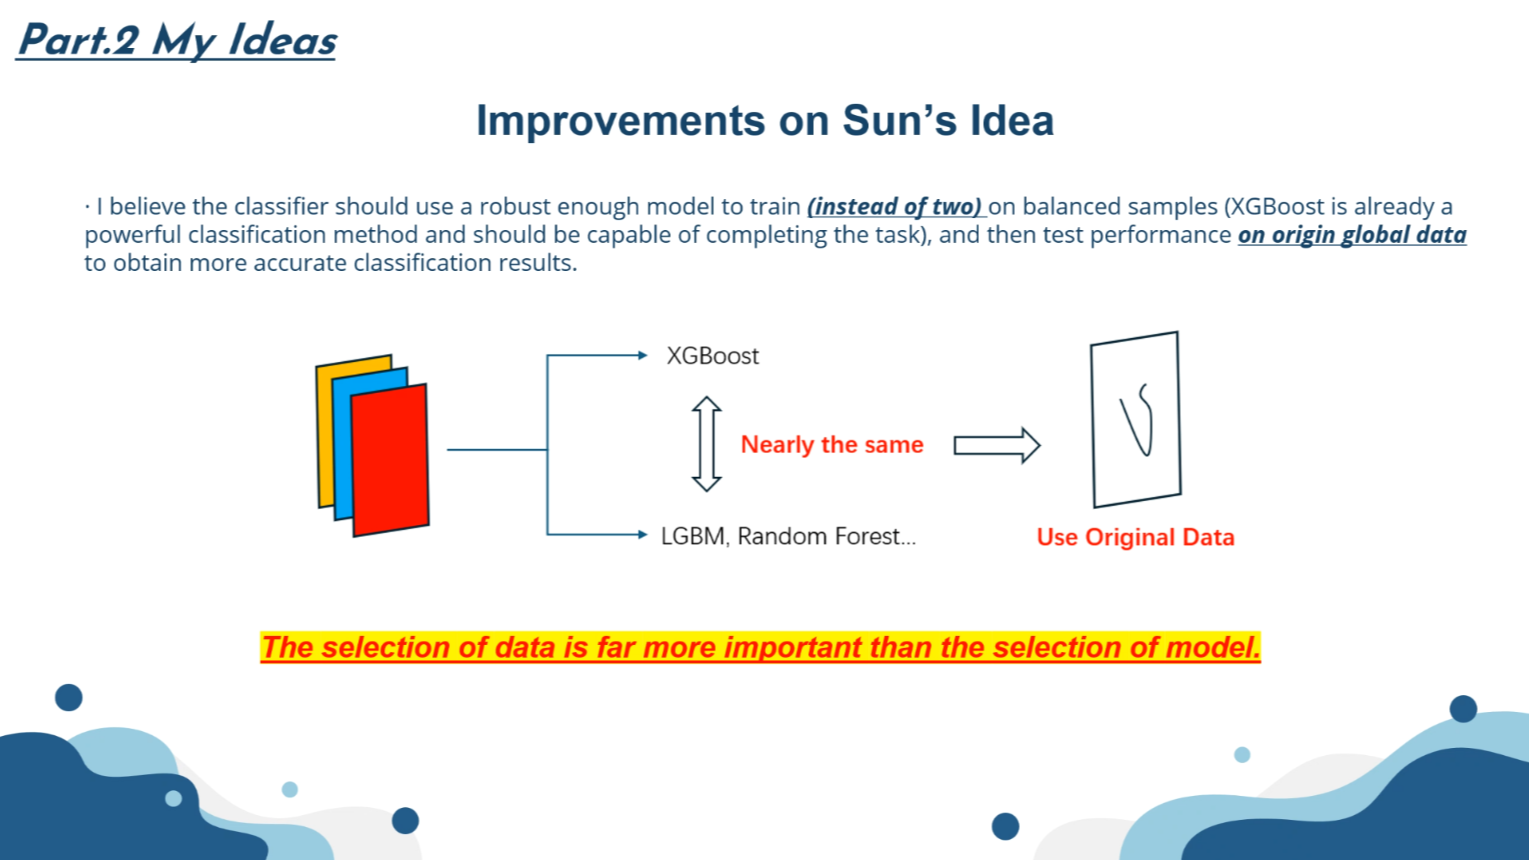 Part.2 My Ideas
Improvements on Sun’s Idea
· I believe the classifier should use a robust enough model to train (instead of two) on balanced samples (XGBoost is already a
powerful classification method and should be capable of completing the task), and then test performance on origin global data
to obtain more accurate classification results.
XGBoost
Nearly the same
LGBM, Random Forest...
Use Original Data
The selection of data is far more important than the selection of model.